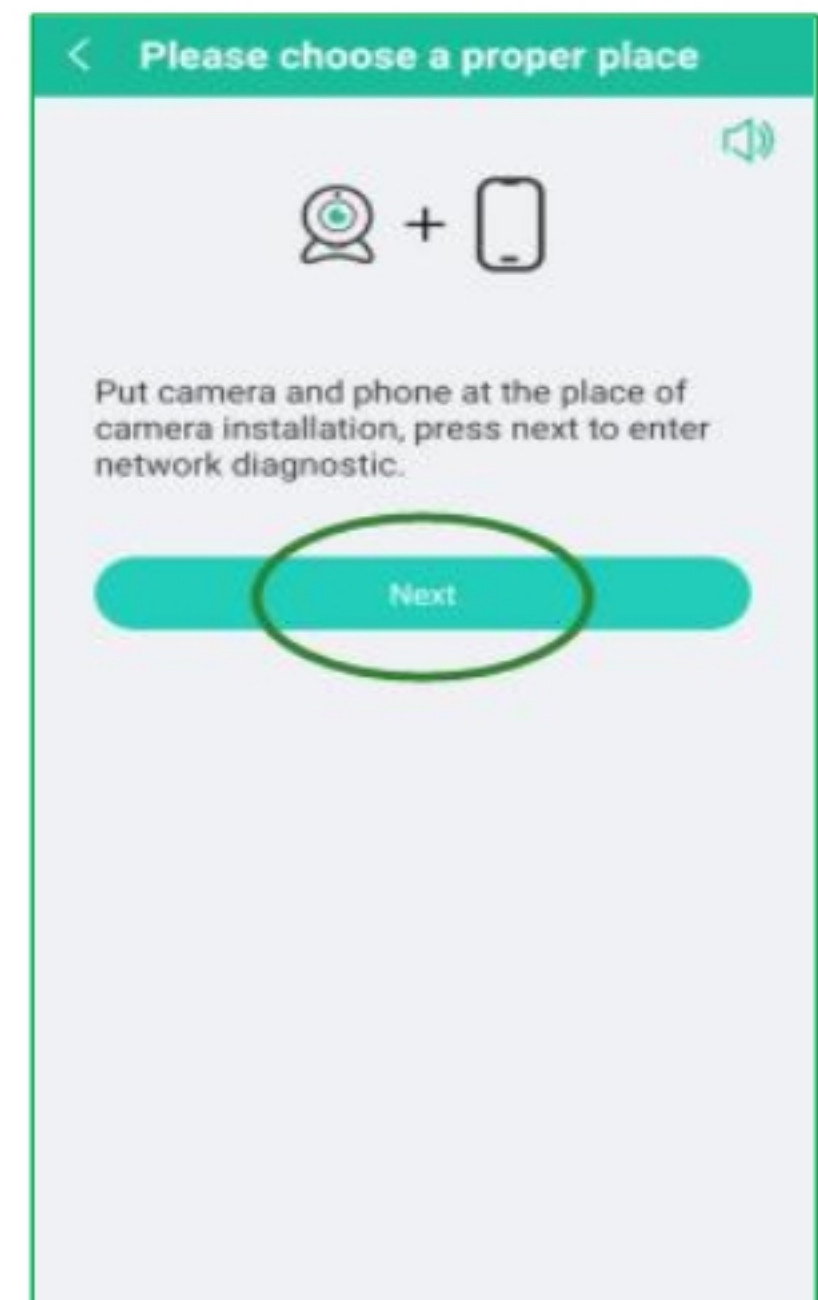 Please choose a proper place
Put camera and phone at the place of
camera installation, press next to enter
network diagnostic.
Next